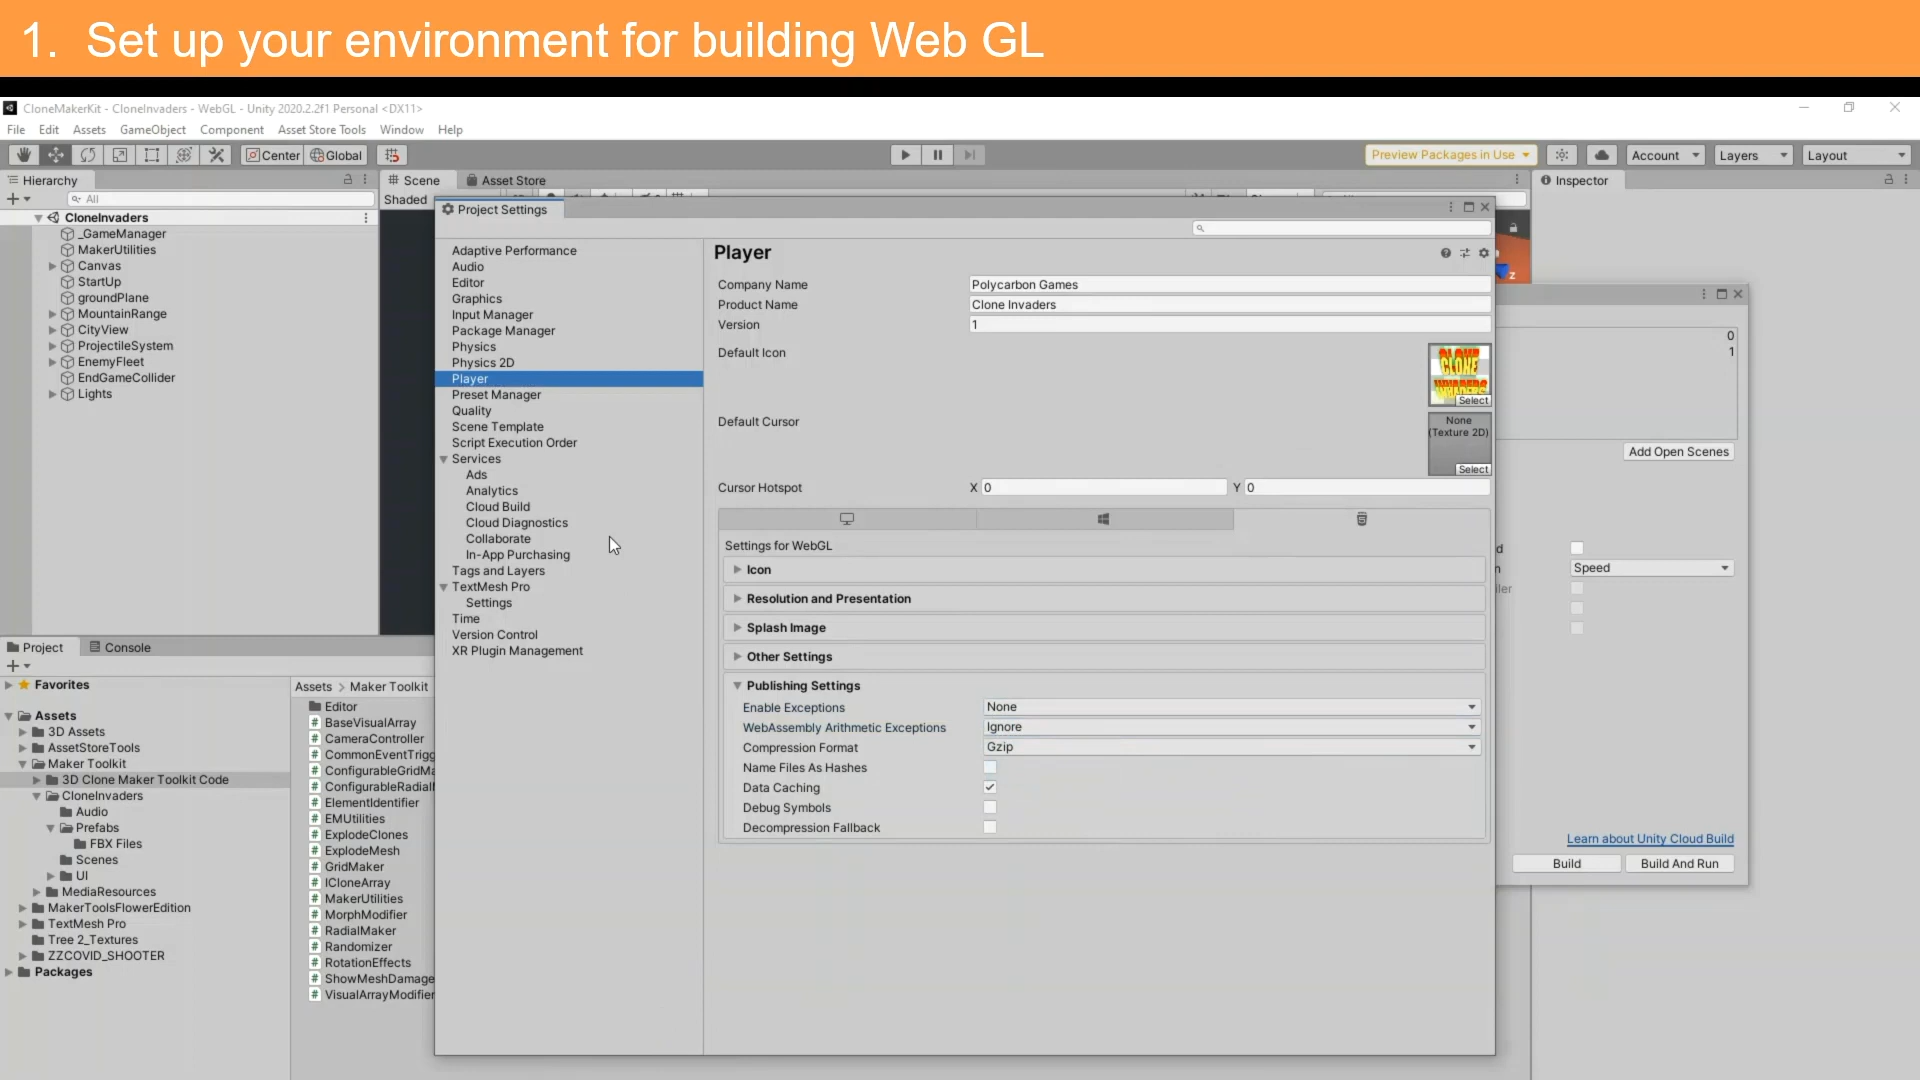 1. Set up your environment for building Web GL
CloneMakerKit - CloneInvaders - WebGL - Unity 2020.2.2f1 Personal <DX11>
File Edit Assets GameObject Component Asset Store Tools Window Help
Center Global
Preview Packages in Use
Account Layers Layout
Hierarchy
All
CloneInvaders
_GameManager
MakerUtilities
Canvas
StartUp
groundPlane
MountainRange
CityView
ProjectileSystem
EnemyFleet
EndGameCollider
Lights
Scene Asset Store
Shaded
Inspector
Project Settings
Adaptive Performance
Audio
Editor
Graphics
Input Manager
Package Manager
Physics
Physics 2D
Player
Preset Manager
Quality
Scene Template
Script Execution Order
Services
Ads
Analytics
Cloud Build
Cloud Diagnostics
Collaborate
In-App Purchasing
Tags and Layers
TextMesh Pro
Settings
Time
Version Control
XR Plugin Management
Player
Company Name Polycarbon Games
Product Name Clone Invaders
Version 1
Default Icon
CLONE
INVADERS
Select
Default Cursor
None
(Texture 2D)
Select
Cursor Hotspot X 0 Y 0
Settings for WebGL
Icon
Resolution and Presentation
Splash Image
Other Settings
Publishing Settings
Enable Exceptions None
WebAssembly Arithmetic Exceptions Ignore
Compression Format Gzip
Name Files As Hashes
Data Caching
Debug Symbols
Decompression Fallback
z
0
1
Add Open Scenes
d
n Speed
ler
Learn about Unity Cloud Build
Build Build And Run
Project Console
Favorites
Assets
3D Assets
AssetStoreTools
Maker Toolkit
3D Clone Maker Toolkit Code
CloneInvaders
Audio
Prefabs
FBX Files
Scenes
UI
MediaResources
MakerToolsFlowerEdition
TextMesh Pro
Tree 2_Textures
ZZCOVID_SHOOTER
Packages
Assets > Maker Toolkit
Editor
BaseVisualArray
CameraController
CommonEventTrigg
ConfigurableGridMa
ConfigurableRadial
ElementIdentifier
EMUtilities
ExplodeClones
ExplodeMesh
GridMaker
ICloneArray
MakerUtilities
MorphModifier
RadialMaker
Randomizer
RotationEffects
ShowMeshDamage
VisualArrayModifier